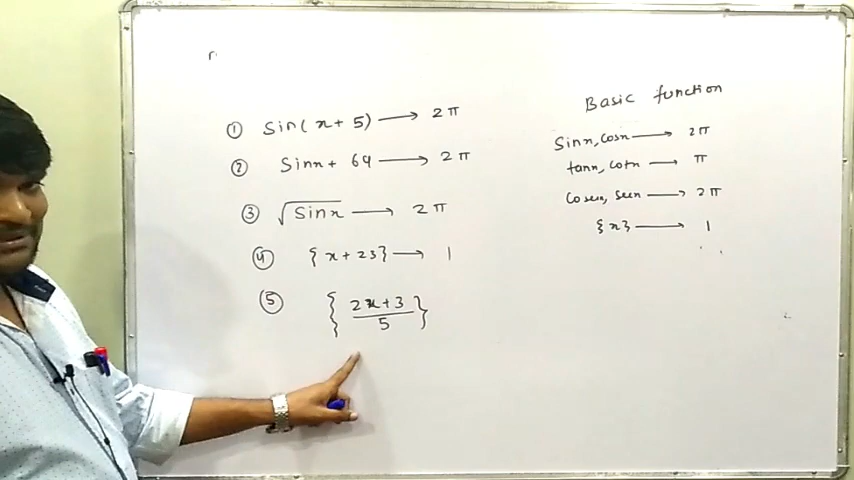 r.
① Sin(x+5) → 2π
② Sinx + 64 → 2π
③ √Sinx → 2π
④ {x+23} → 1
⑤ {(2x+3)/5}
Basic function
Sinx, Cosx → 2π
tanx, Cotx → π
Cosecx, Secx → 2π
{x} → 1